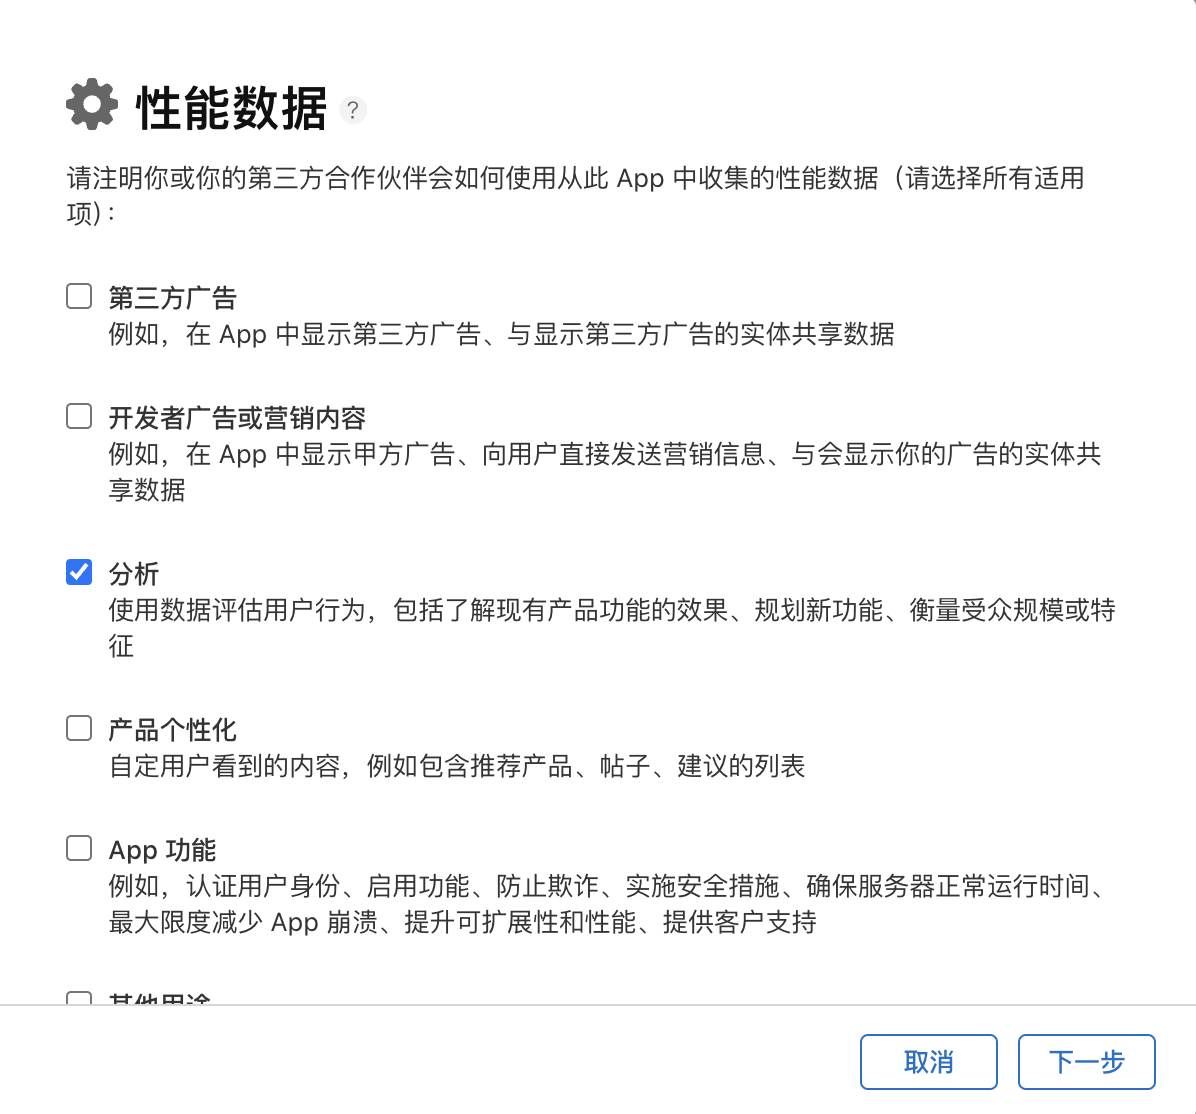 性能数据 ?
请注明你或你的第三方合作伙伴会如何使用从此 App 中收集的性能数据（请选择所有适用
项）：
第三方广告
例如，在 App 中显示第三方广告、与显示第三方广告的实体共享数据
开发者广告或营销内容
例如，在 App 中显示甲方广告、向用户直接发送营销信息、与会显示你的广告的实体共
享数据
分析
使用数据评估用户行为，包括了解现有产品功能的效果、规划新功能、衡量受众规模或特
征
产品个性化
自定用户看到的内容，例如包含推荐产品、帖子、建议的列表
App 功能
例如，认证用户身份、启用功能、防止欺诈、实施安全措施、确保服务器正常运行时间、
最大限度减少 App 崩溃、提升可扩展性和性能、提供客户支持
其他用途
取消
下一步